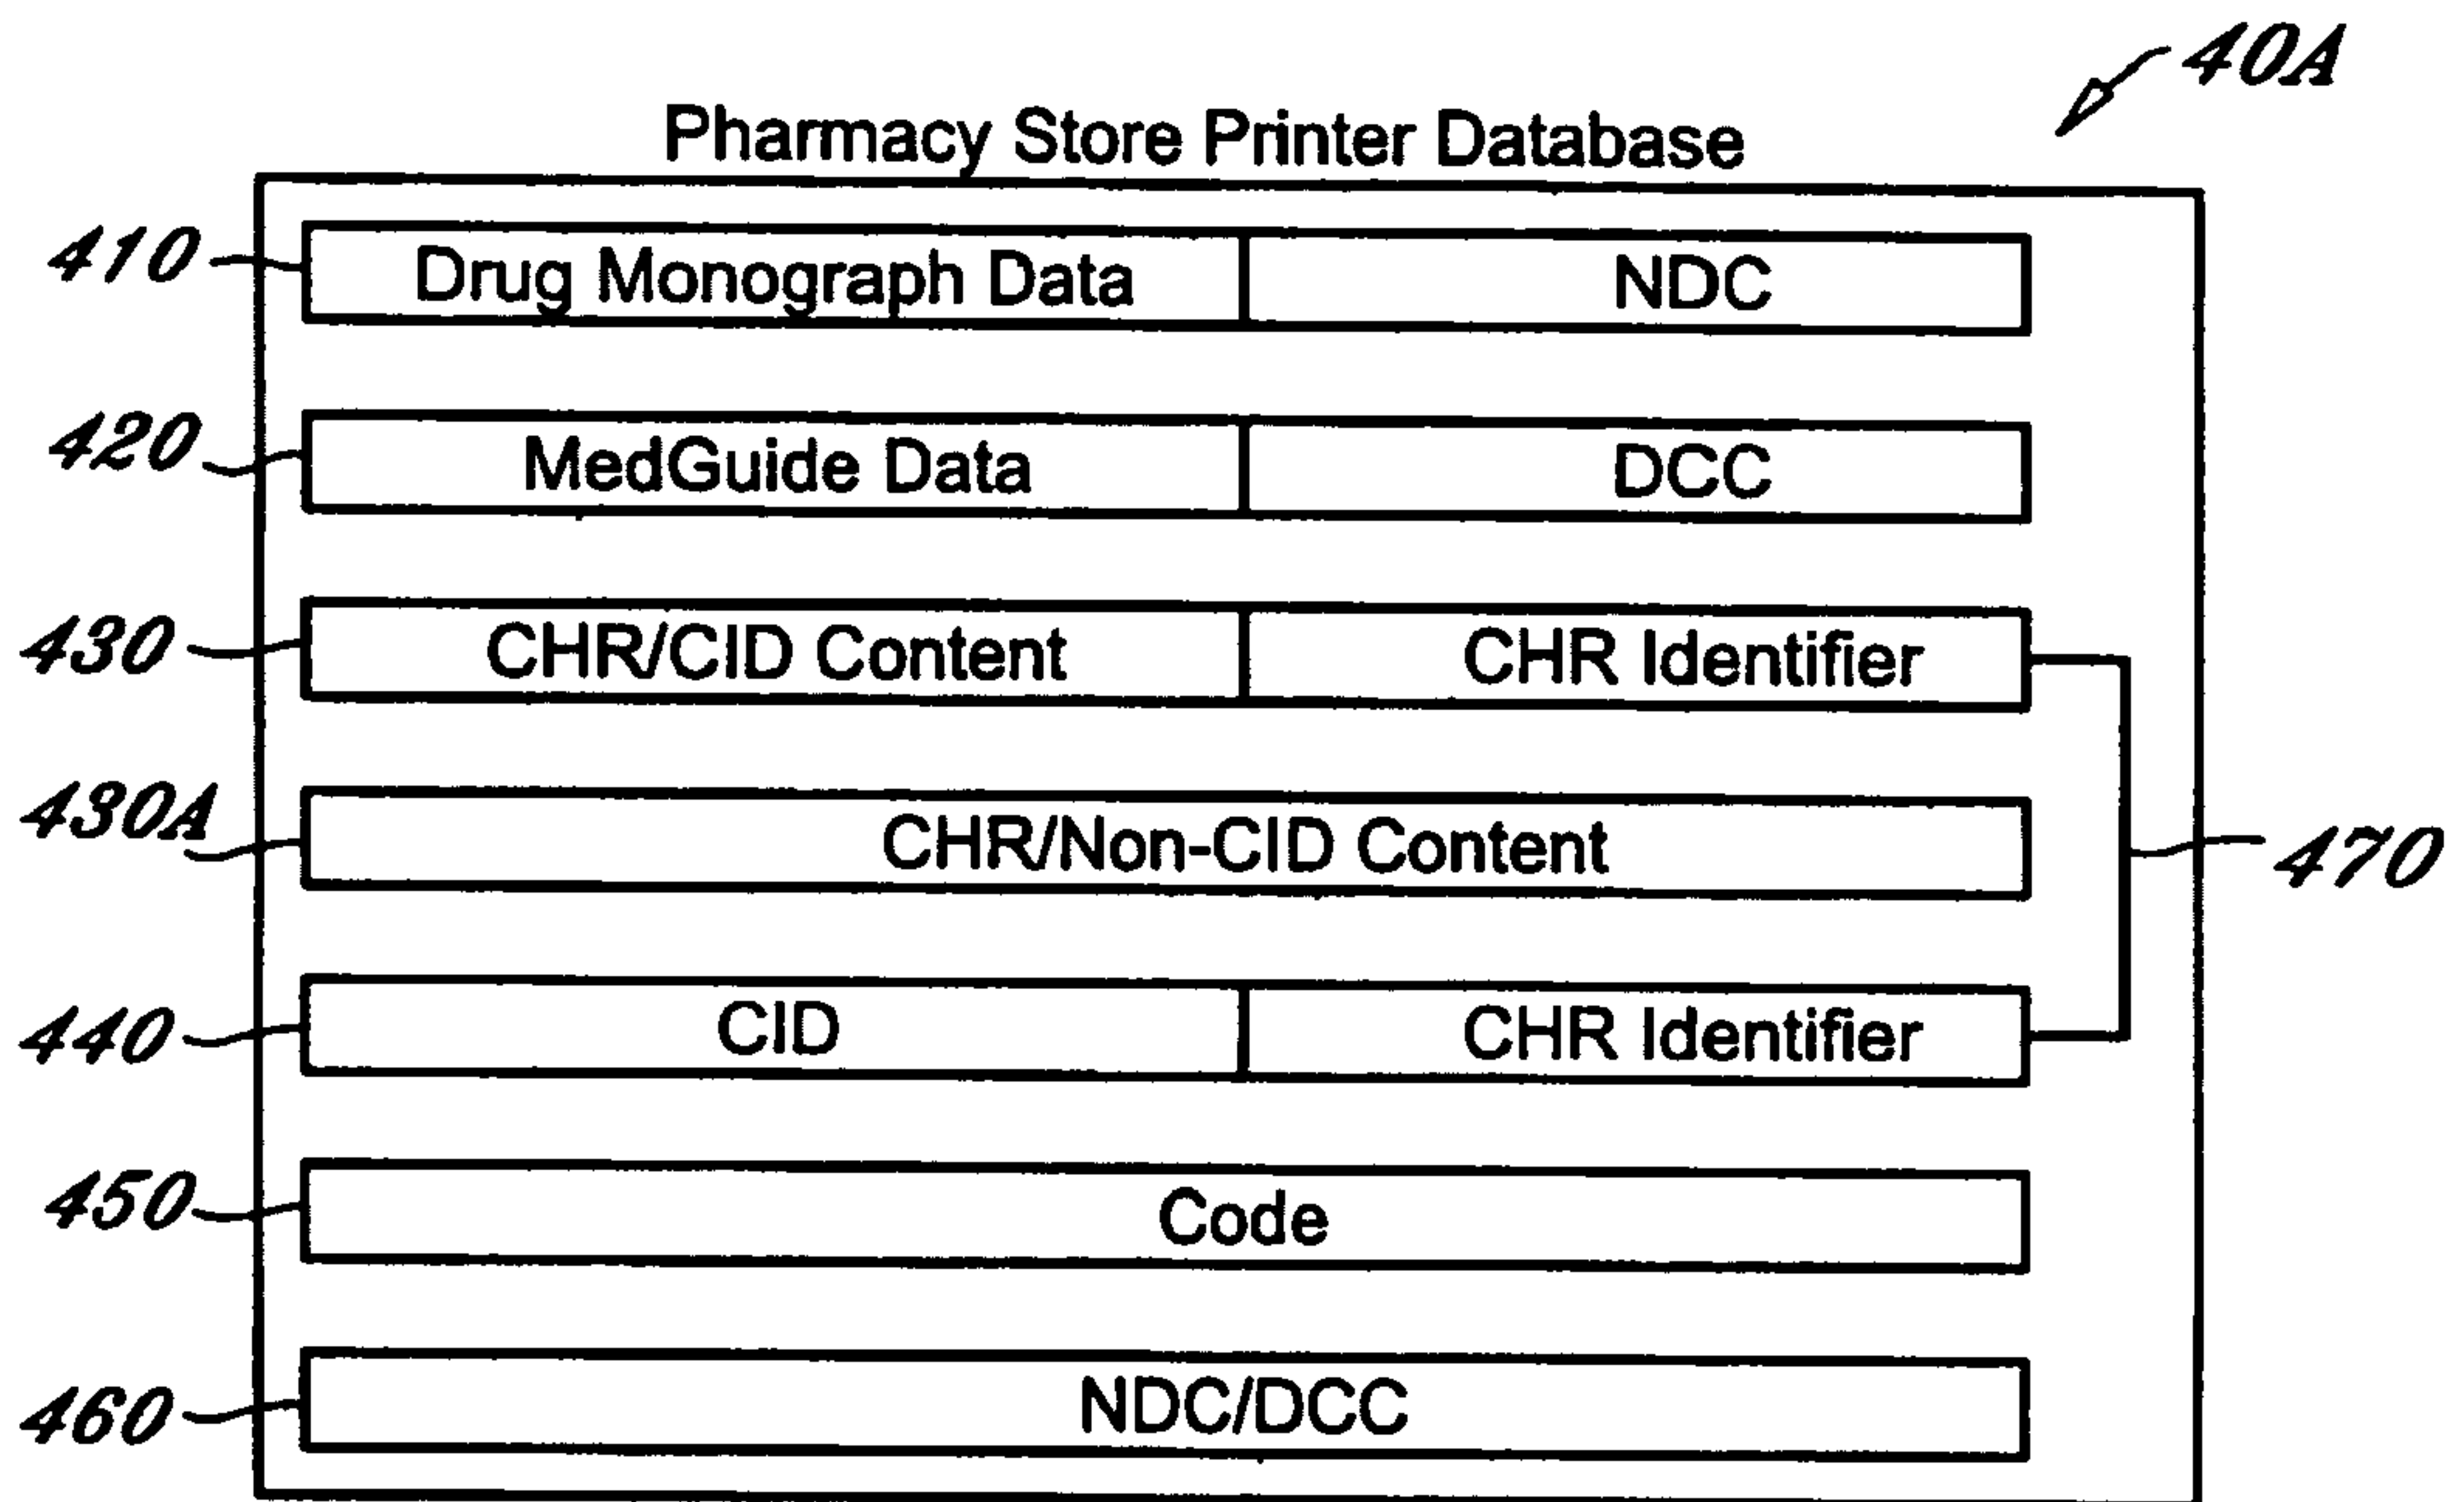 40A
Pharmacy Store Printer Database
410 Drug Monograph Data NDC
420 MedGuide Data DCC
430 CHR/CID Content CHR Identifier
430A CHR/Non-CID Content
470
440 CID CHR Identifier
450 Code
460 NDC/DCC